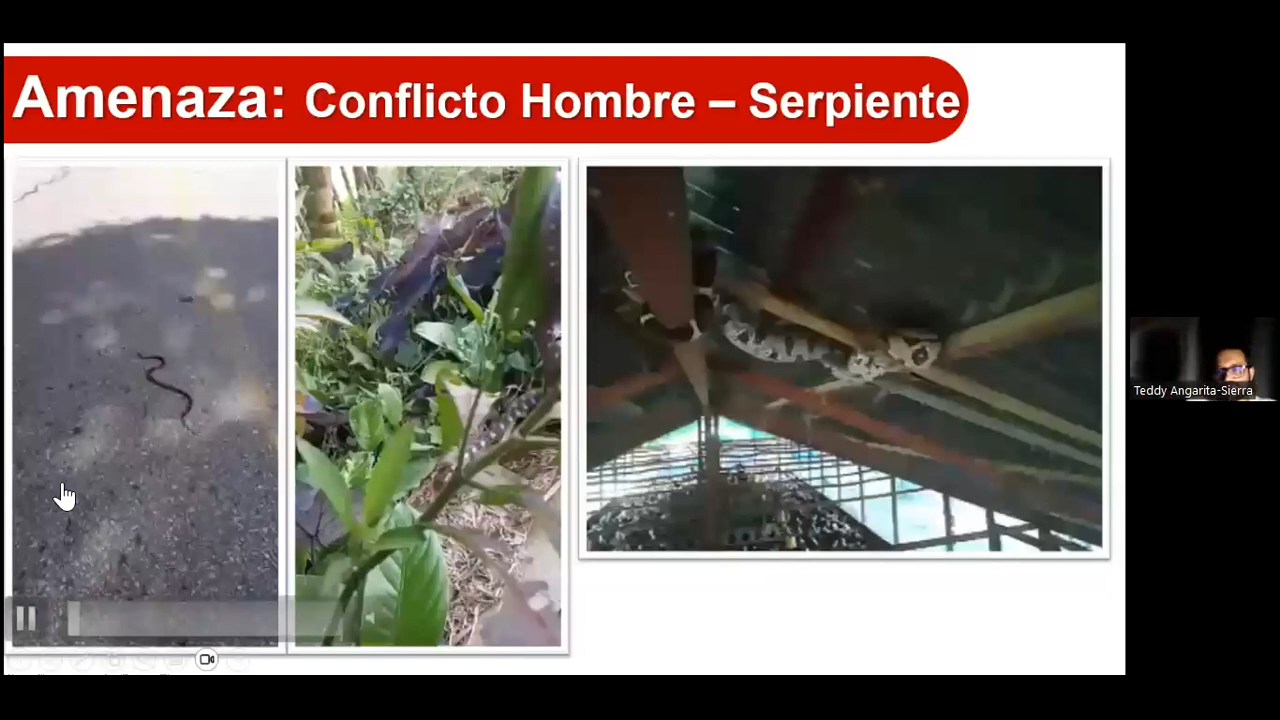 Amenaza: Conflicto Hombre – Serpiente
Teddy Angarita-Sierra